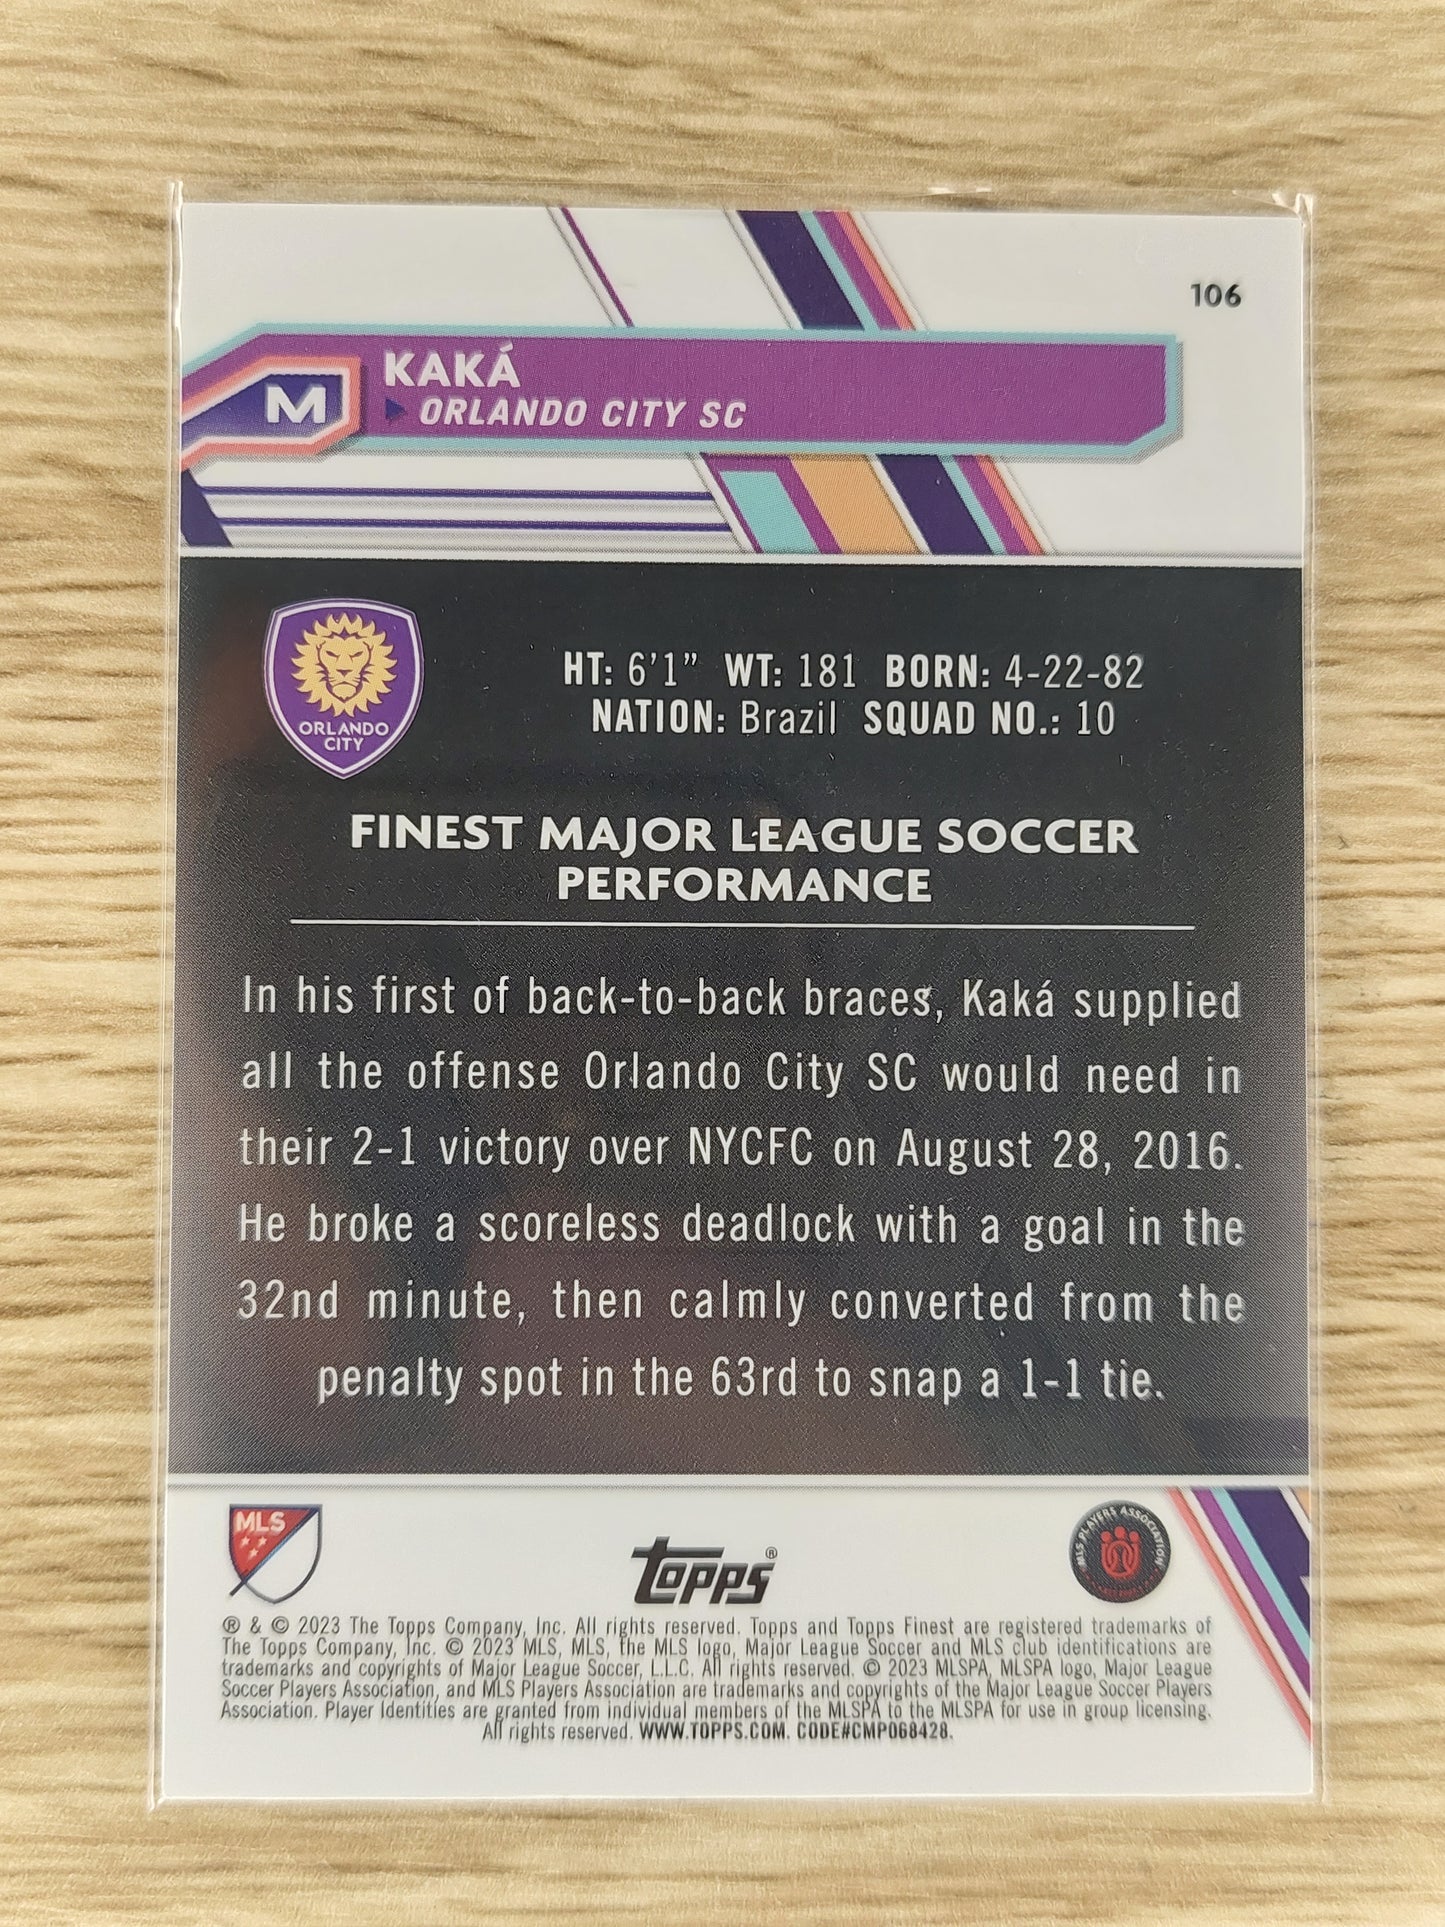 106
KAKÁ
M
ORLANDO CITY SC
HT: 6'1" WT: 181 BORN: 4-22-82
NATION: Brazil SQUAD NO.: 10
ORLANDO
CITY
FINEST MAJOR LEAGUE SOCCER
PERFORMANCE
In his first of back-to-back braces, Kaká supplied
all the offense Orlando City SC would need in
their 2-1 victory over NYCFC on August 28, 2016.
He broke a scoreless deadlock with a goal in the
32nd minute, then calmly converted from the
penalty spot in the 63rd to snap a 1-1 tie.
MLS
topps®
MLS PLAYERS ASSOCIATION
® & © 2023 The Topps Company, Inc. All rights reserved. Topps and Topps Finest are registered trademarks of
The Topps Company, Inc. © 2023 MLS, MLS, the MLS logo, Major League Soccer and MLS club identifications are
trademarks and copyrights of Major League Soccer, L.L.C. All rights reserved. © 2023 MLSPA, MLSPA logo, Major League
Soccer Players Association, and MLS Players Association are trademarks and copyrights of the Major League Soccer Players
Association. Player Identities are granted from individual members of the MLSPA to the MLSPA for use in group licensing.
All rights reserved. WWW.TOPPS.COM. CODE#CMP068428.